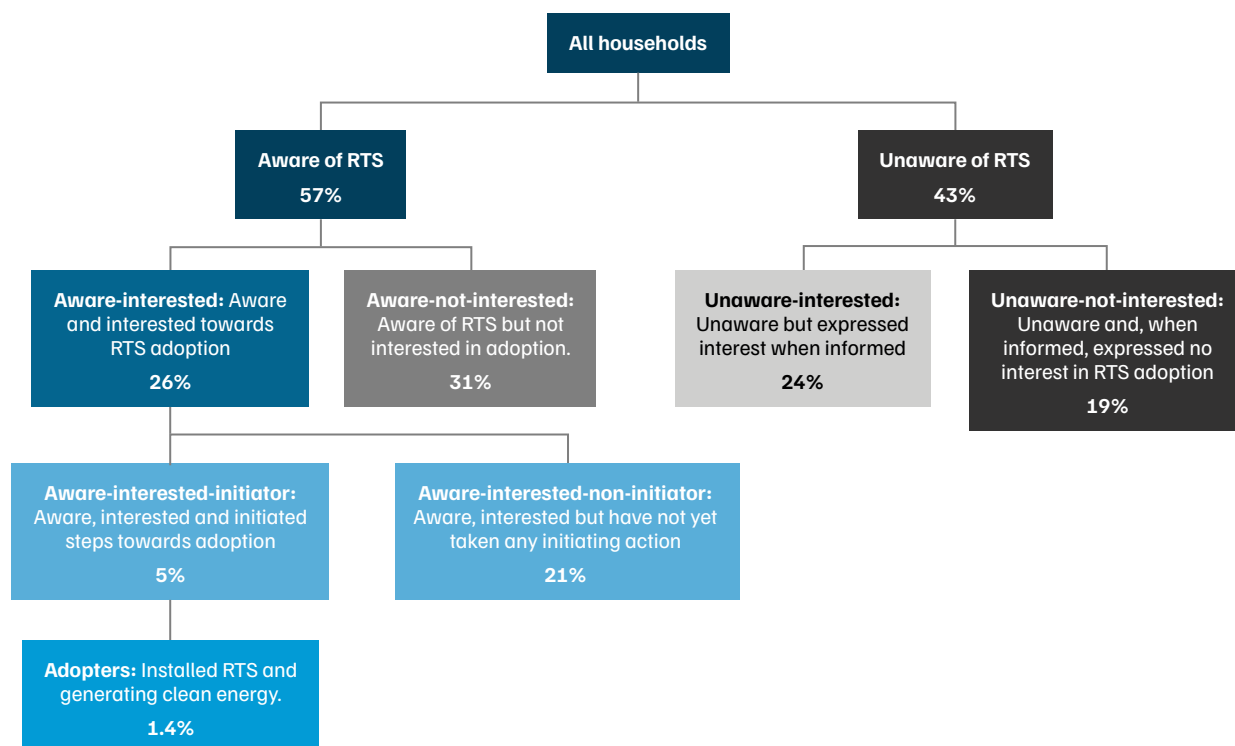 All households
Aware of RTS
57%
Unaware of RTS
43%
Aware-interested: Aware
and interested towards
RTS adoption
26%
Aware-not-interested:
Aware of RTS but not
interested in adoption.
31%
Unaware-interested:
Unaware but expressed
interest when informed
24%
Unaware-not-interested:
Unaware and, when
informed, expressed no
interest in RTS adoption
19%
Aware-interested-initiator:
Aware, interested and initiated
steps towards adoption
5%
Aware-interested-non-initiator:
Aware, interested but have not yet
taken any initiating action
21%
Adopters: Installed RTS and
generating clean energy.
1.4%